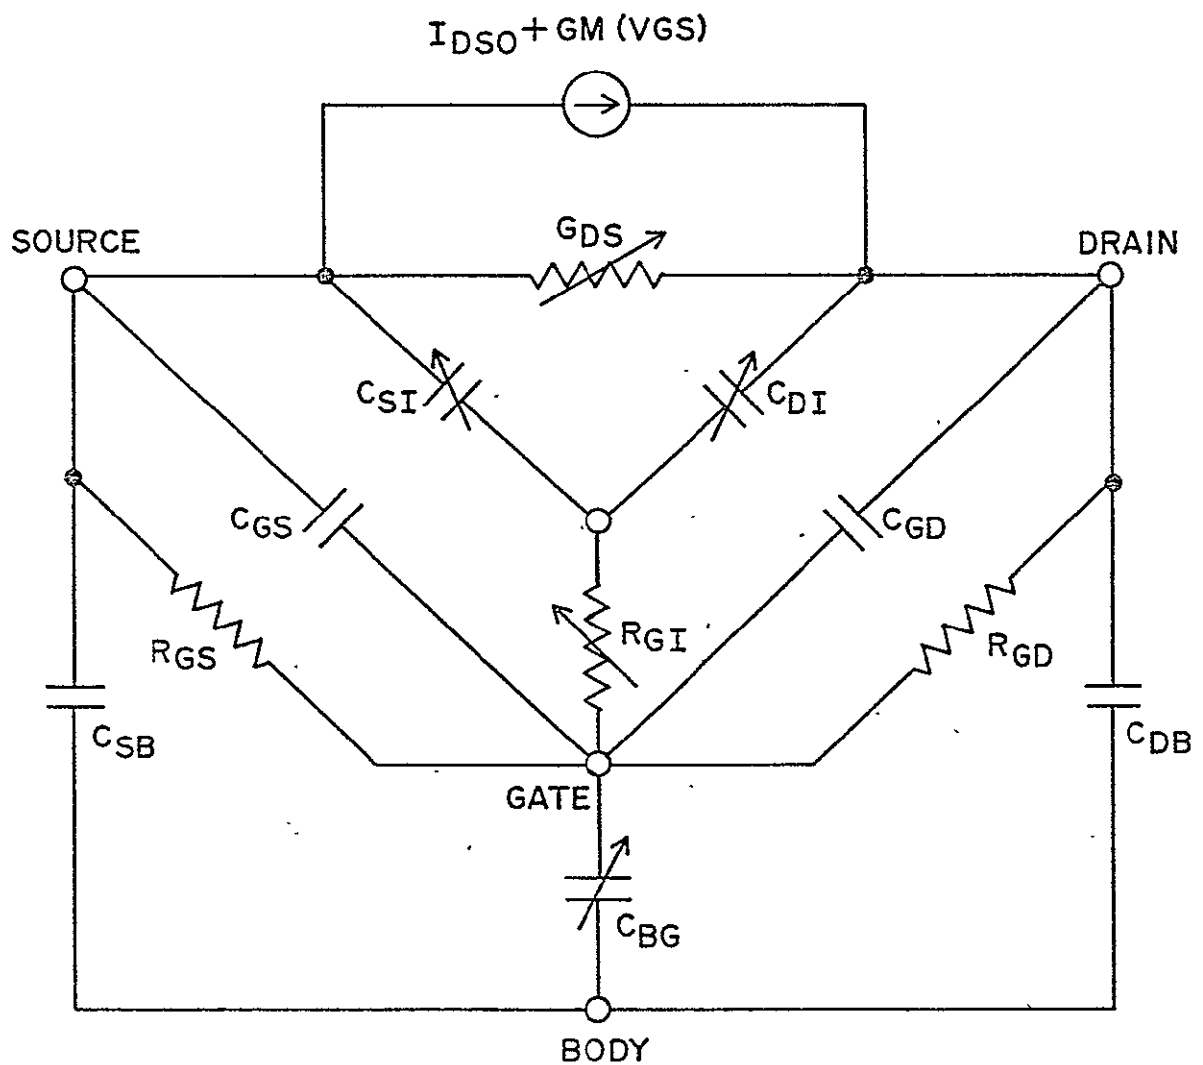 IDSO + GM (VGS)
GDS
SOURCE
DRAIN
CSI
CDI
CGS
CGD
RGI
RGS
RGD
CSB
CDB
GATE
CBG
BODY